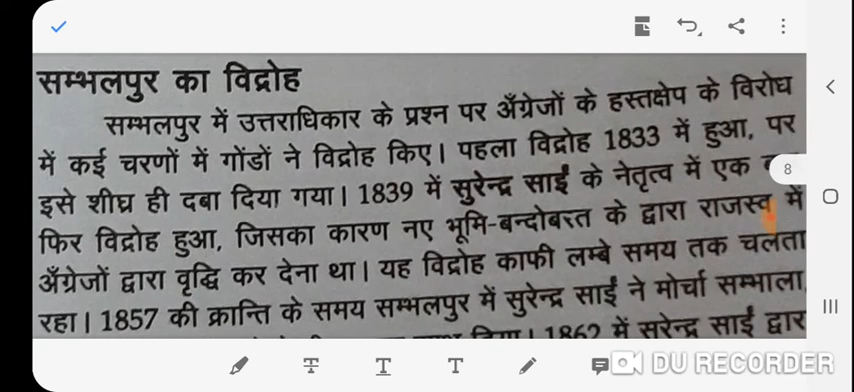 सम्भलपुर का विद्रोह
सम्भलपुर में उत्तराधिकार के प्रश्न पर अँग्रेजों के हस्तक्षेप के विरोध
में कई चरणों में गोंडों ने विद्रोह किए। पहला विद्रोह 1833 में हुआ, पर
इसे शीघ्र ही दबा दिया गया। 1839 में सुरेन्द्र साईं के नेतृत्व में एक
8
फिर विद्रोह हुआ, जिसका कारण नए भूमि-बन्दोबस्त के द्वारा राजस्व में
अँग्रेजों द्वारा वृद्धि कर देना था। यह विद्रोह काफी लम्बे समय तक चलता
रहा। 1857 की क्रान्ति के समय सम्भलपुर में सुरेन्द्र साईं ने मोर्चा सम्भाला,
दिया। 1862 में सुरेन्द्र साईं द्वार
T T T
DU RECORDER